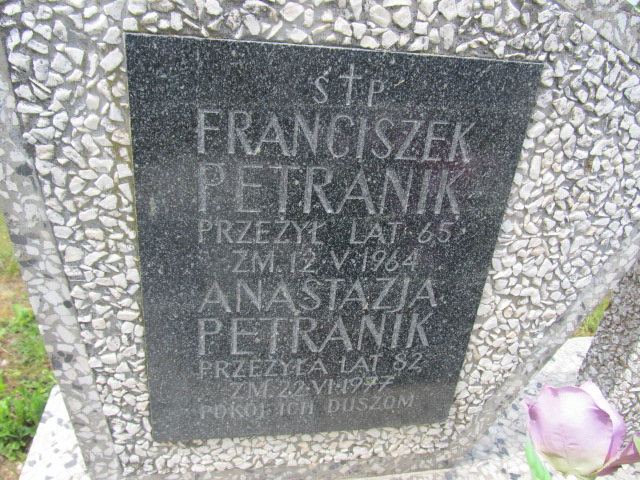 Ś † P
FRANCISZEK
PETRANIK
PRZEŻYŁ LAT 65
ZM. 12 V. 1964
ANASTAZJA
PETRANIK
PRZEŻYŁA LAT 82
ZM 22 VI 1977
POKÓJ ICH DUSZOM